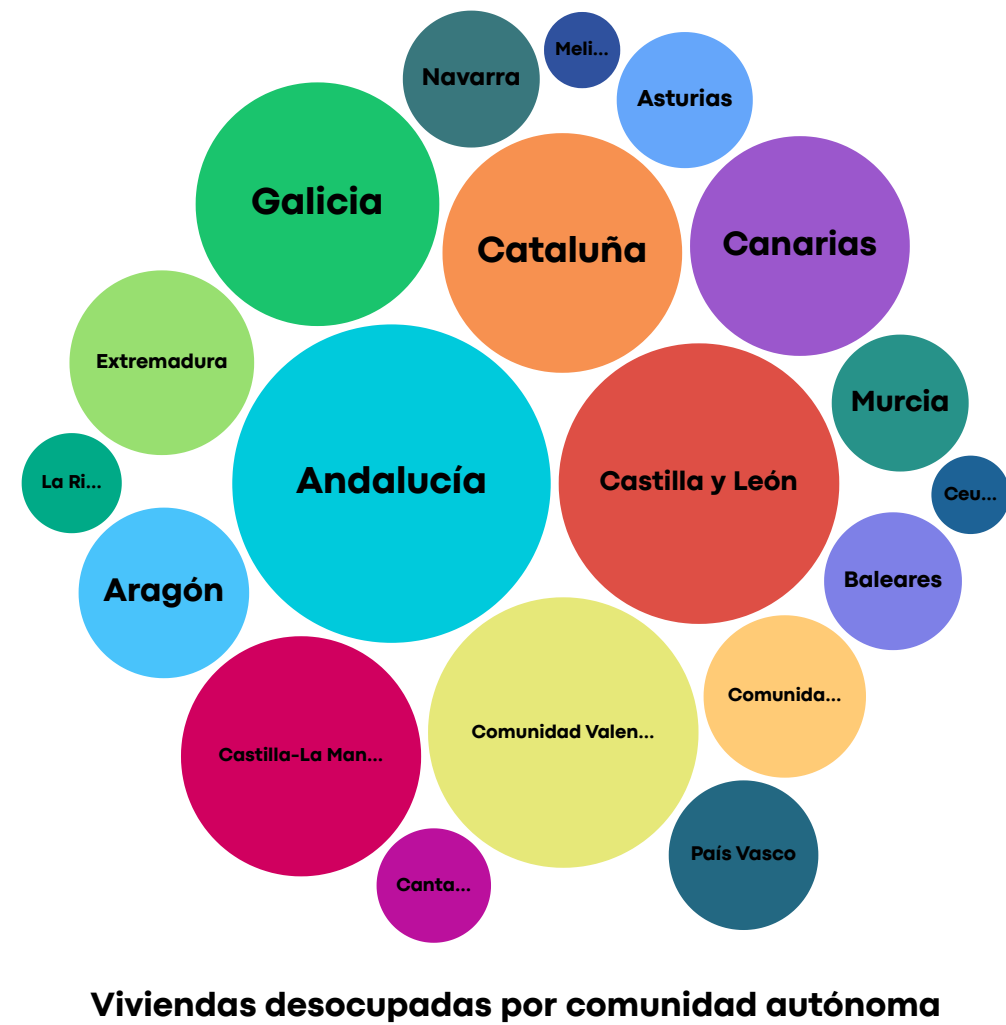 Meli...
Navarra
Asturias
Galicia
Cataluña
Canarias
Extremadura
Murcia
La Ri...
Andalucía
Castilla y León
Ceu...
Aragón
Baleares
Comunida...
Comunidad Valen...
Castilla-La Man...
País Vasco
Canta...
Viviendas desocupadas por comunidad autónoma